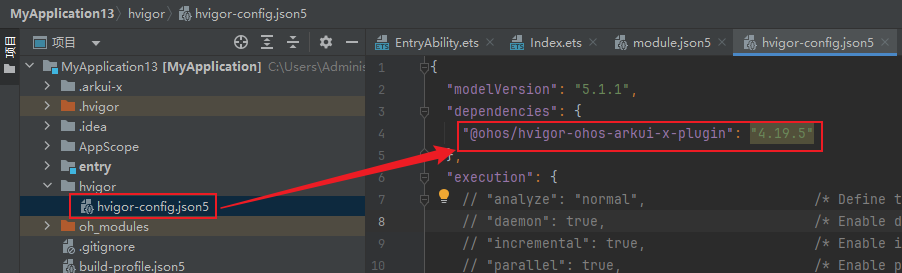 MyApplication13 > hvigor > hvigor-config.json5
项目
项目
EntryAbility.ets
Index.ets
module.json5
hvigor-config.json5
MyApplication13 [MyApplication] C:\Users\Adminis
.arkui-x
.hvigor
.idea
AppScope
entry
hvigor
hvigor-config.json5
oh_modules
.gitignore
build-profile.json5
1 {
2 "modelVersion": "5.1.1",
3 "dependencies": {
4 "@ohos/hvigor-ohos-arkui-x-plugin": "4.19.5"
5 },
6 "execution": {
7 // "analyze": "normal", /* Define t
8 // "daemon": true, /* Enable d
9 // "incremental": true, /* Enable i
10 // "parallel": true, /* Enable p